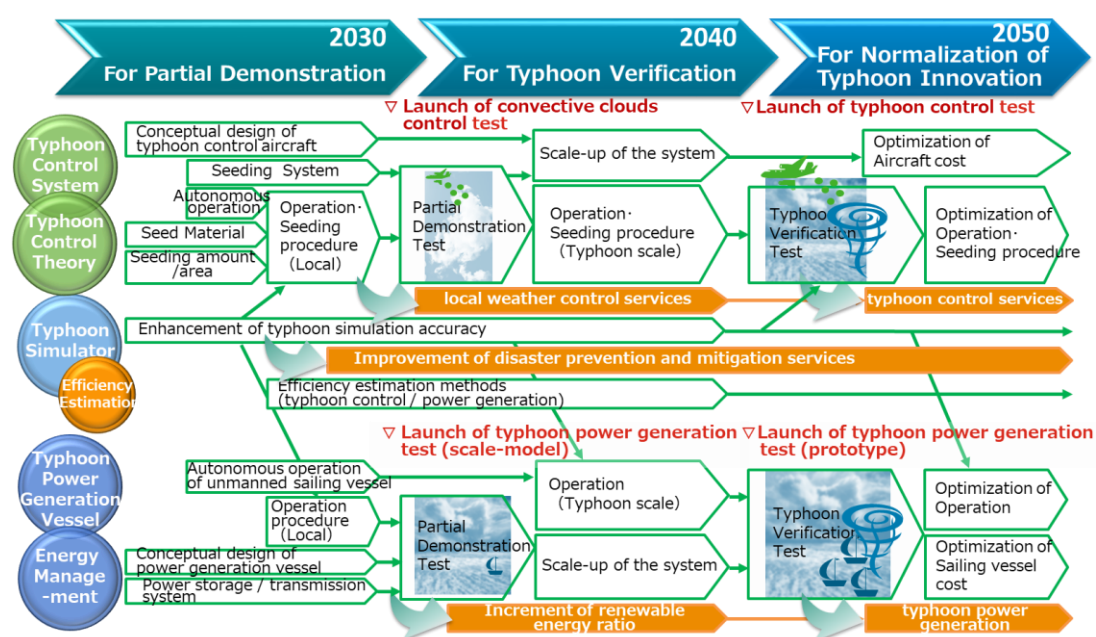 2030
For Partial Demonstration
2040
For Typhoon Verification
2050
For Normalization of
Typhoon Innovation
▽ Launch of convective clouds
control test
▽ Launch of typhoon control test
Typhoon
Control
System
Typhoon
Control
Theory
Conceptual design of
typhoon control aircraft
Seeding System
Autonomous
operation
Seed Material
Seeding amount
/area
Operation·
Seeding
procedure
(Local)
Partial
Demonstration
Test
Scale-up of the system
Operation·
Seeding procedure
(Typhoon scale)
Typhoon
Verification
Test
Optimization of
Aircraft cost
Optimization of
Operation·
Seeding procedure
local weather control services
typhoon control services
Typhoon
Simulator
Enhancement of typhoon simulation accuracy
Improvement of disaster prevention and mitigation services
Efficiency
Estimation
Efficiency estimation methods
(typhoon control / power generation)
▽ Launch of typhoon power generation
test (scale-model)
▽ Launch of typhoon power generation
test (prototype)
Typhoon
Power
Generation
Vessel
Energy
Manage
-ment
Autonomous operation
of unmanned sailing vessel
Operation
procedure
(Local)
Conceptual design of
power generation vessel
Power storage / transmission
system
Partial
Demonstration
Test
Operation
(Typhoon scale)
Scale-up of the system
Typhoon
Verification
Test
Optimization of
Operation
Optimization of
Sailing vessel
cost
Increment of renewable
energy ratio
typhoon power
generation